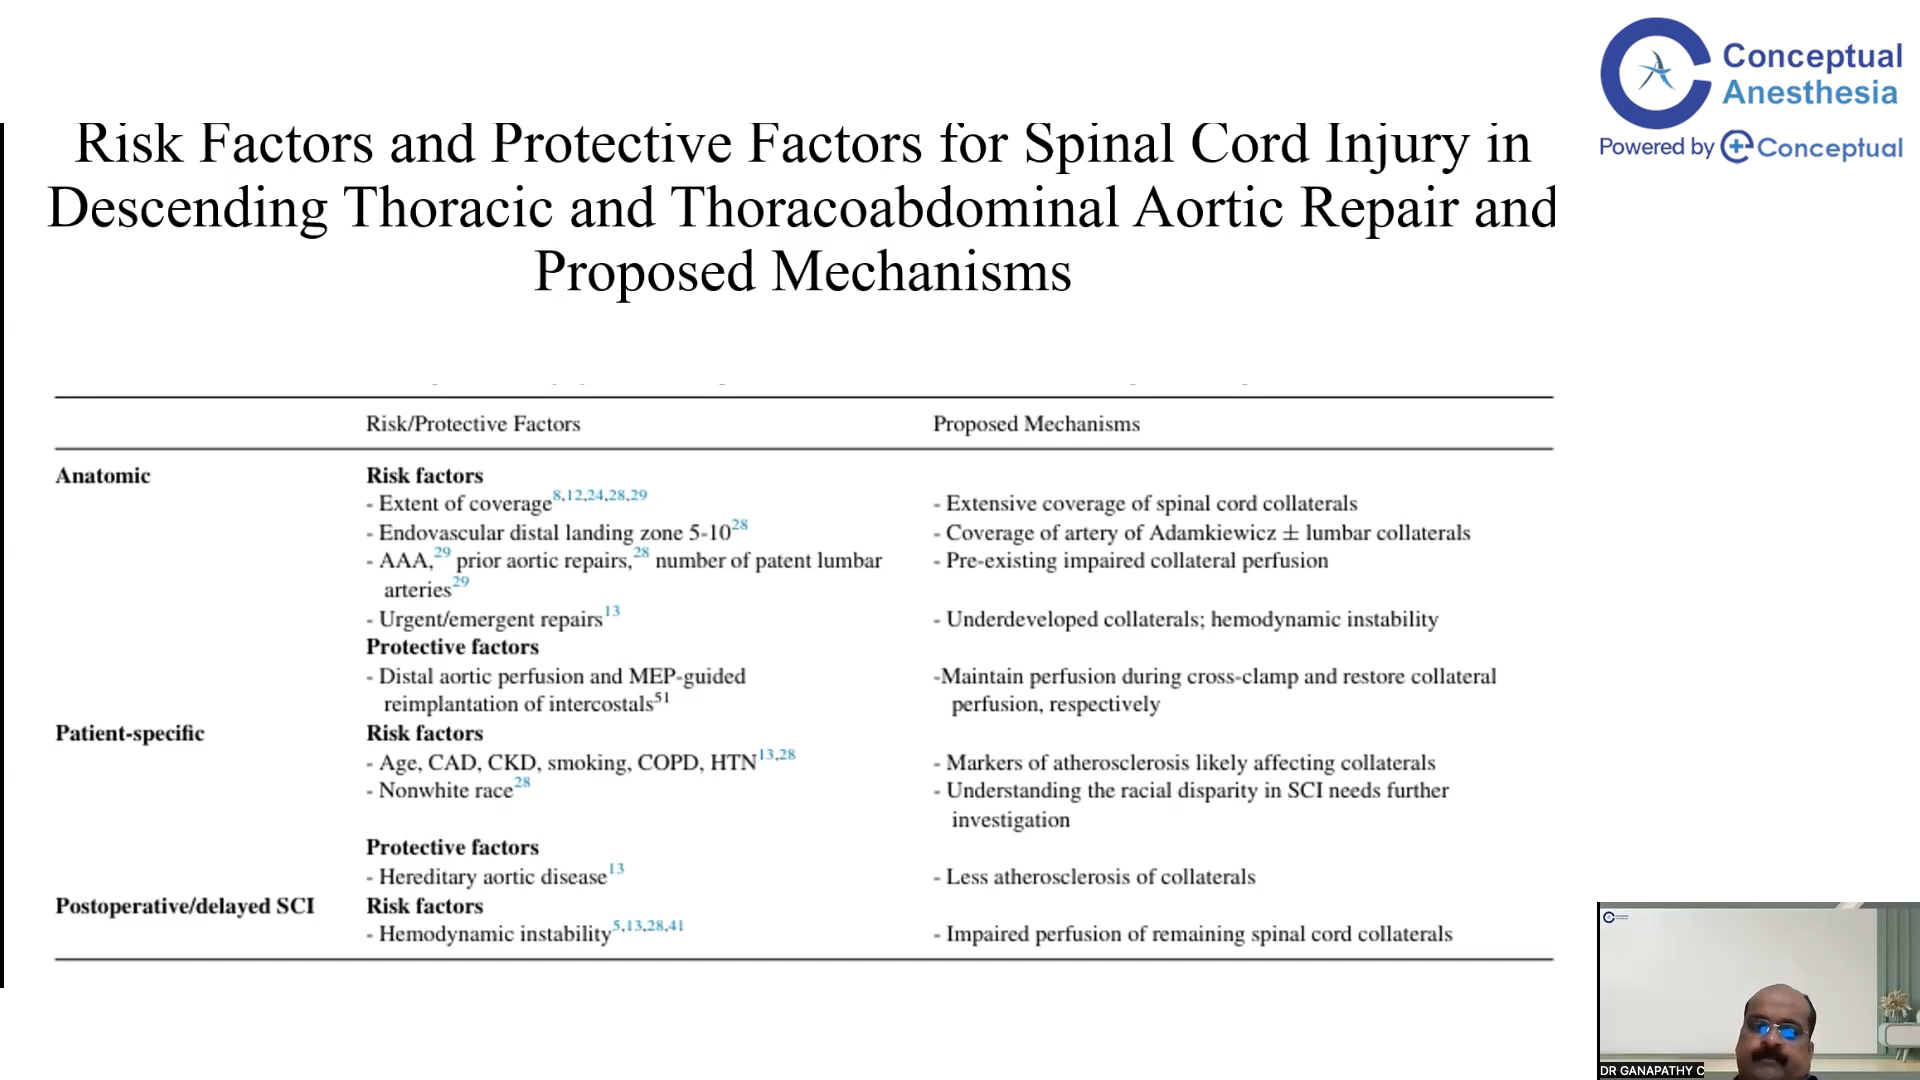 Conceptual
Anesthesia
Powered by Conceptual
Risk Factors and Protective Factors for Spinal Cord Injury in
Descending Thoracic and Thoracoabdominal Aortic Repair and
Proposed Mechanisms
Risk/Protective Factors Proposed Mechanisms
Anatomic Risk factors
- Extent of coverage8,12,24,28,29 - Extensive coverage of spinal cord collaterals
- Endovascular distal landing zone 5-1028 - Coverage of artery of Adamkiewicz ± lumbar collaterals
- AAA,29 prior aortic repairs,28 number of patent lumbar - Pre-existing impaired collateral perfusion
arteries29
- Urgent/emergent repairs13 - Underdeveloped collaterals; hemodynamic instability
Protective factors
- Distal aortic perfusion and MEP-guided -Maintain perfusion during cross-clamp and restore collateral
reimplantation of intercostals51 perfusion, respectively
Patient-specific Risk factors
- Age, CAD, CKD, smoking, COPD, HTN13,28 - Markers of atherosclerosis likely affecting collaterals
- Nonwhite race28 - Understanding the racial disparity in SCI needs further
investigation
Protective factors
- Hereditary aortic disease13 - Less atherosclerosis of collaterals
Postoperative/delayed SCI Risk factors
- Hemodynamic instability5,13,28,41 - Impaired perfusion of remaining spinal cord collaterals
DR GANAPATHY C